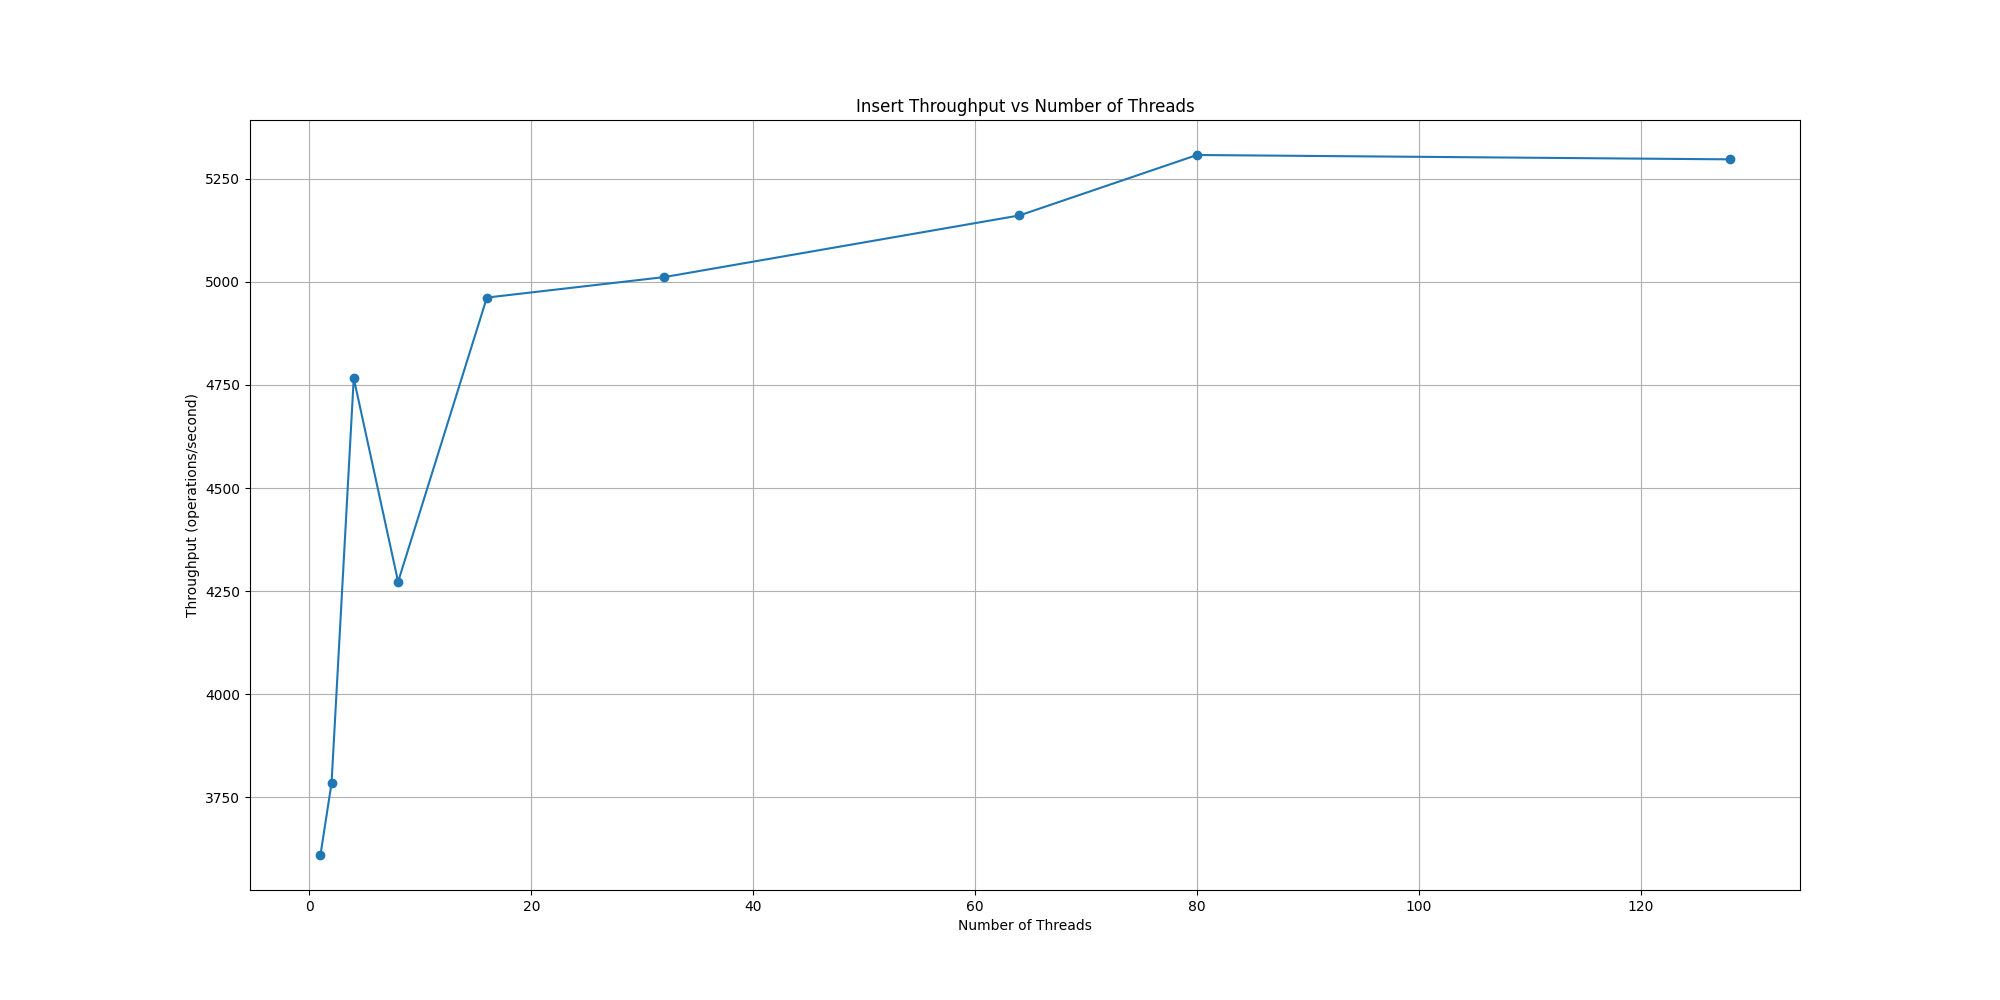 Insert Throughput vs Number of Threads
Throughput (operations/second)
5250
5000
4750
4500
4250
4000
3750
0 20 40 60 80 100 120
Number of Threads